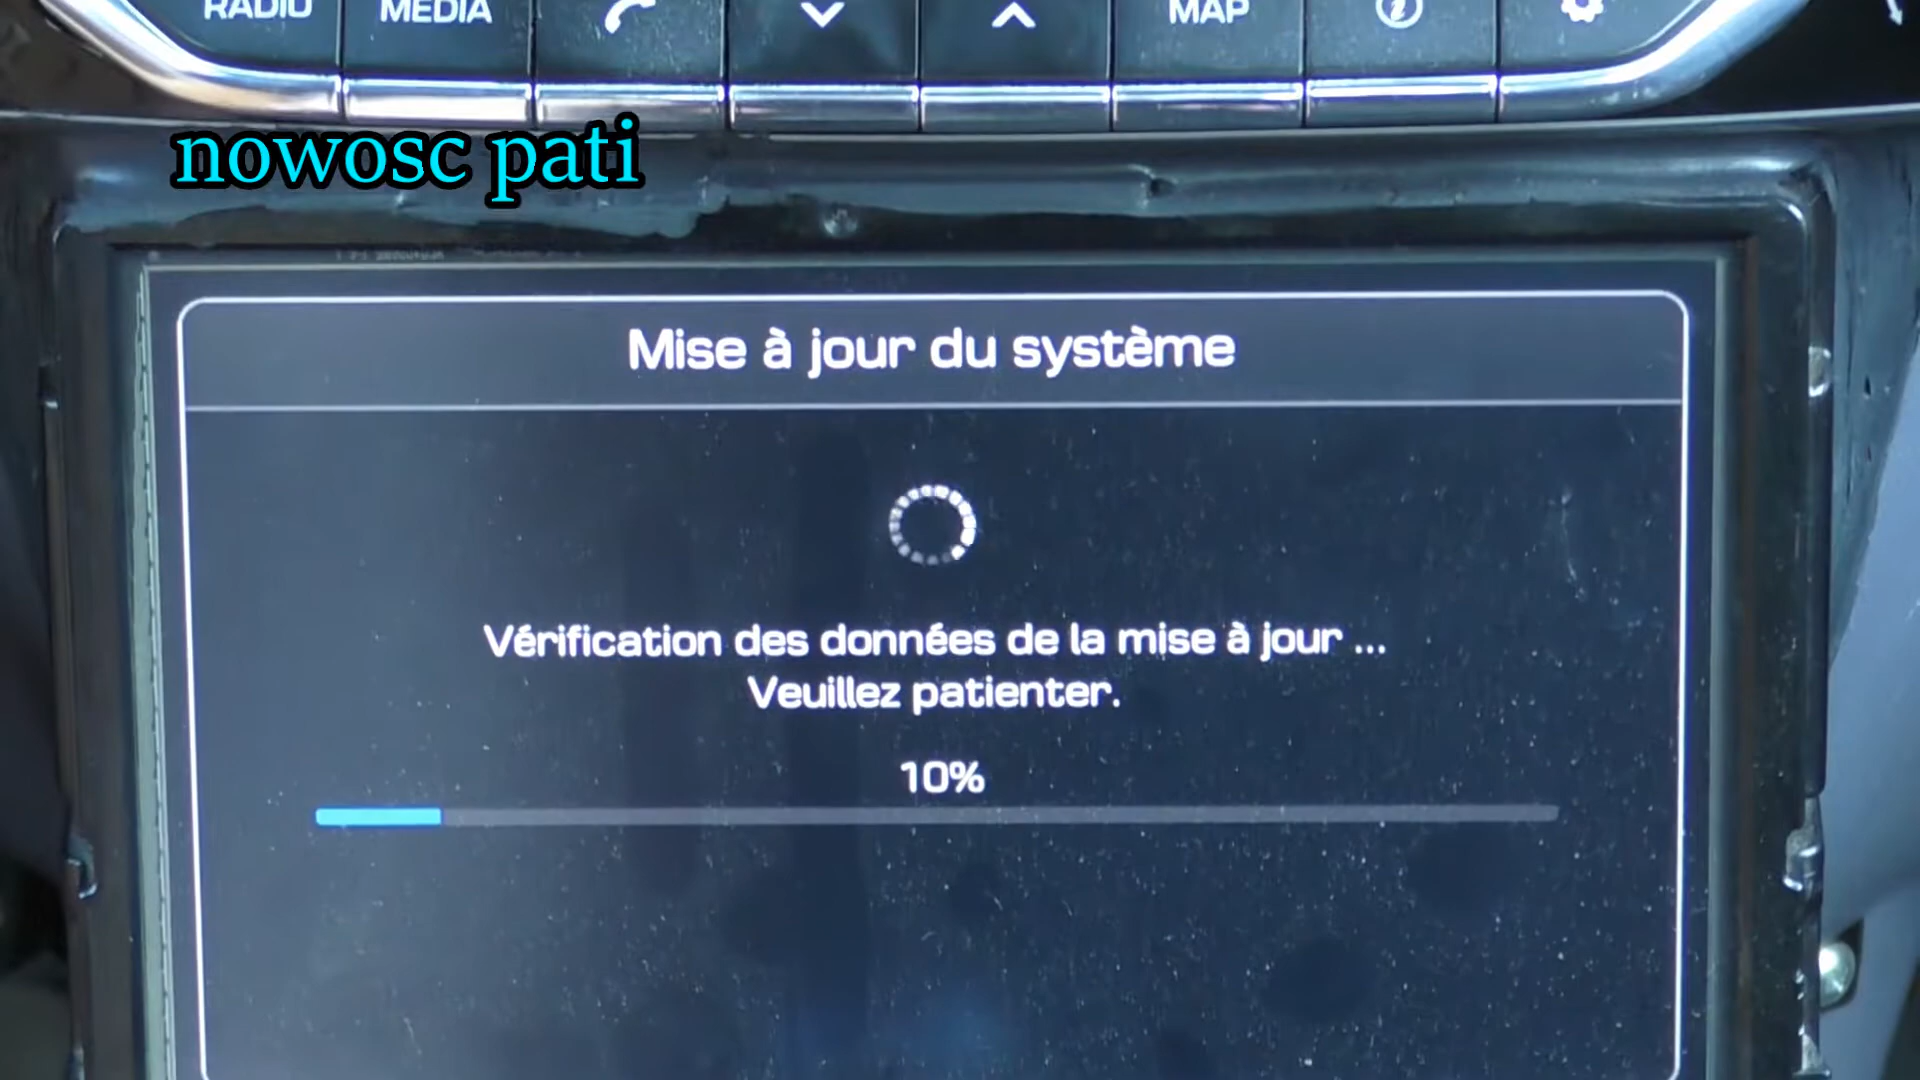 RADIO MEDIA MAP
nowosc pati
Mise à jour du système
Vérification des données de la mise à jour ...
Veuillez patienter.
10%